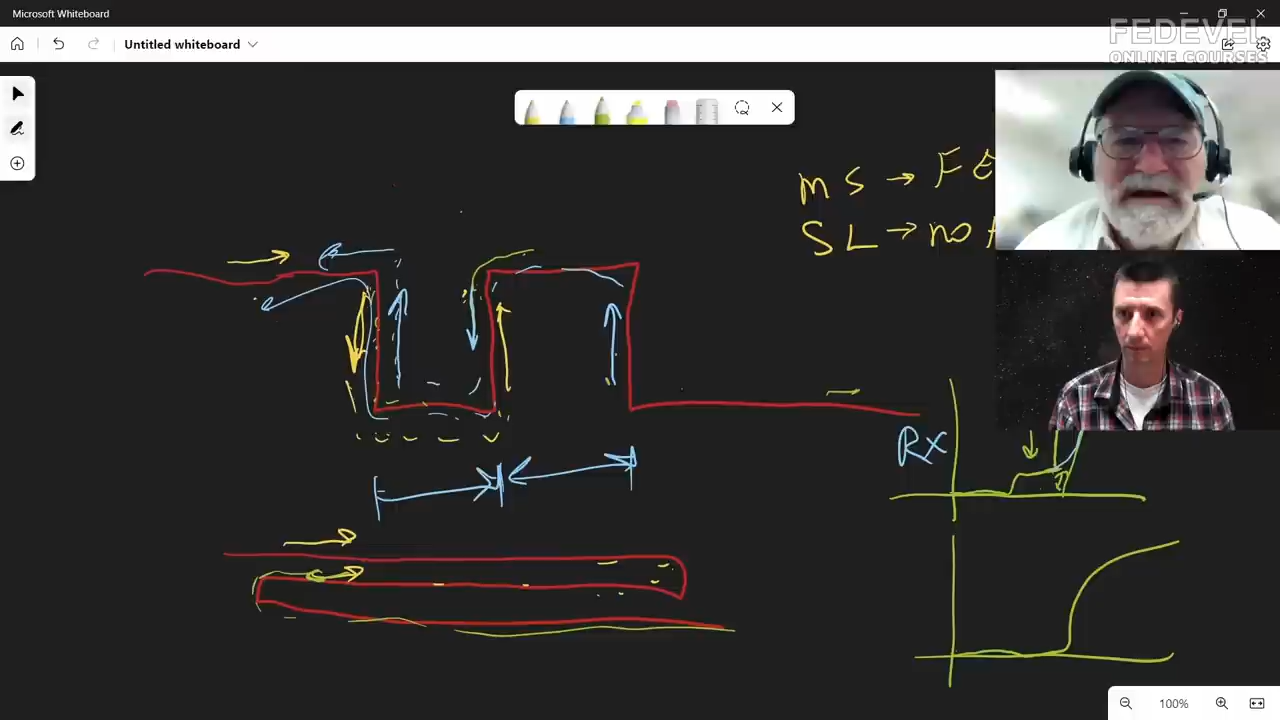 Microsoft Whiteboard
FEDEVEL
ONLINE COURSES
Untitled whiteboard
MS → FE
SL → no
RX
100%